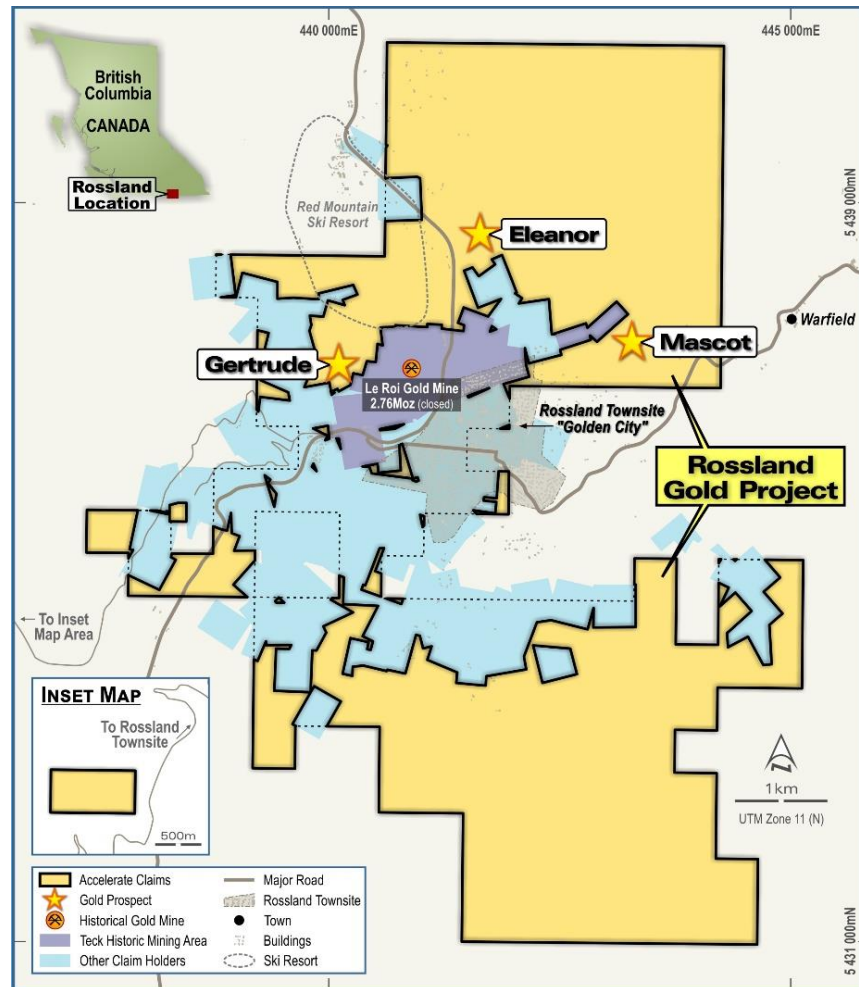 440 000mE
445 000mE
British
Columbia
CANADA
Rossland
Location
Red Mountain
Ski Resort
5 439 000mN
Eleanor
Warfield
Mascot
Gertrude
Le Roi Gold Mine
2.76Moz (closed)
Rossland Townsite
"Golden City"
Rossland
Gold Project
To Inset
Map Area
INSET MAP
To Rossland
Townsite
500m
N
1km
UTM Zone 11 (N)
Accelerate Claims
Gold Prospect
Historical Gold Mine
Teck Historic Mining Area
Other Claim Holders
Major Road
Rossland Townsite
Town
Buildings
Ski Resort
5 431 000mN